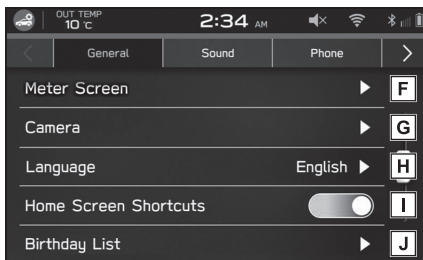 OUT TEMP
10 °C
2:34 AM
General Sound Phone
Meter Screen F
Camera G
Language English H
Home Screen Shortcuts I
Birthday List J